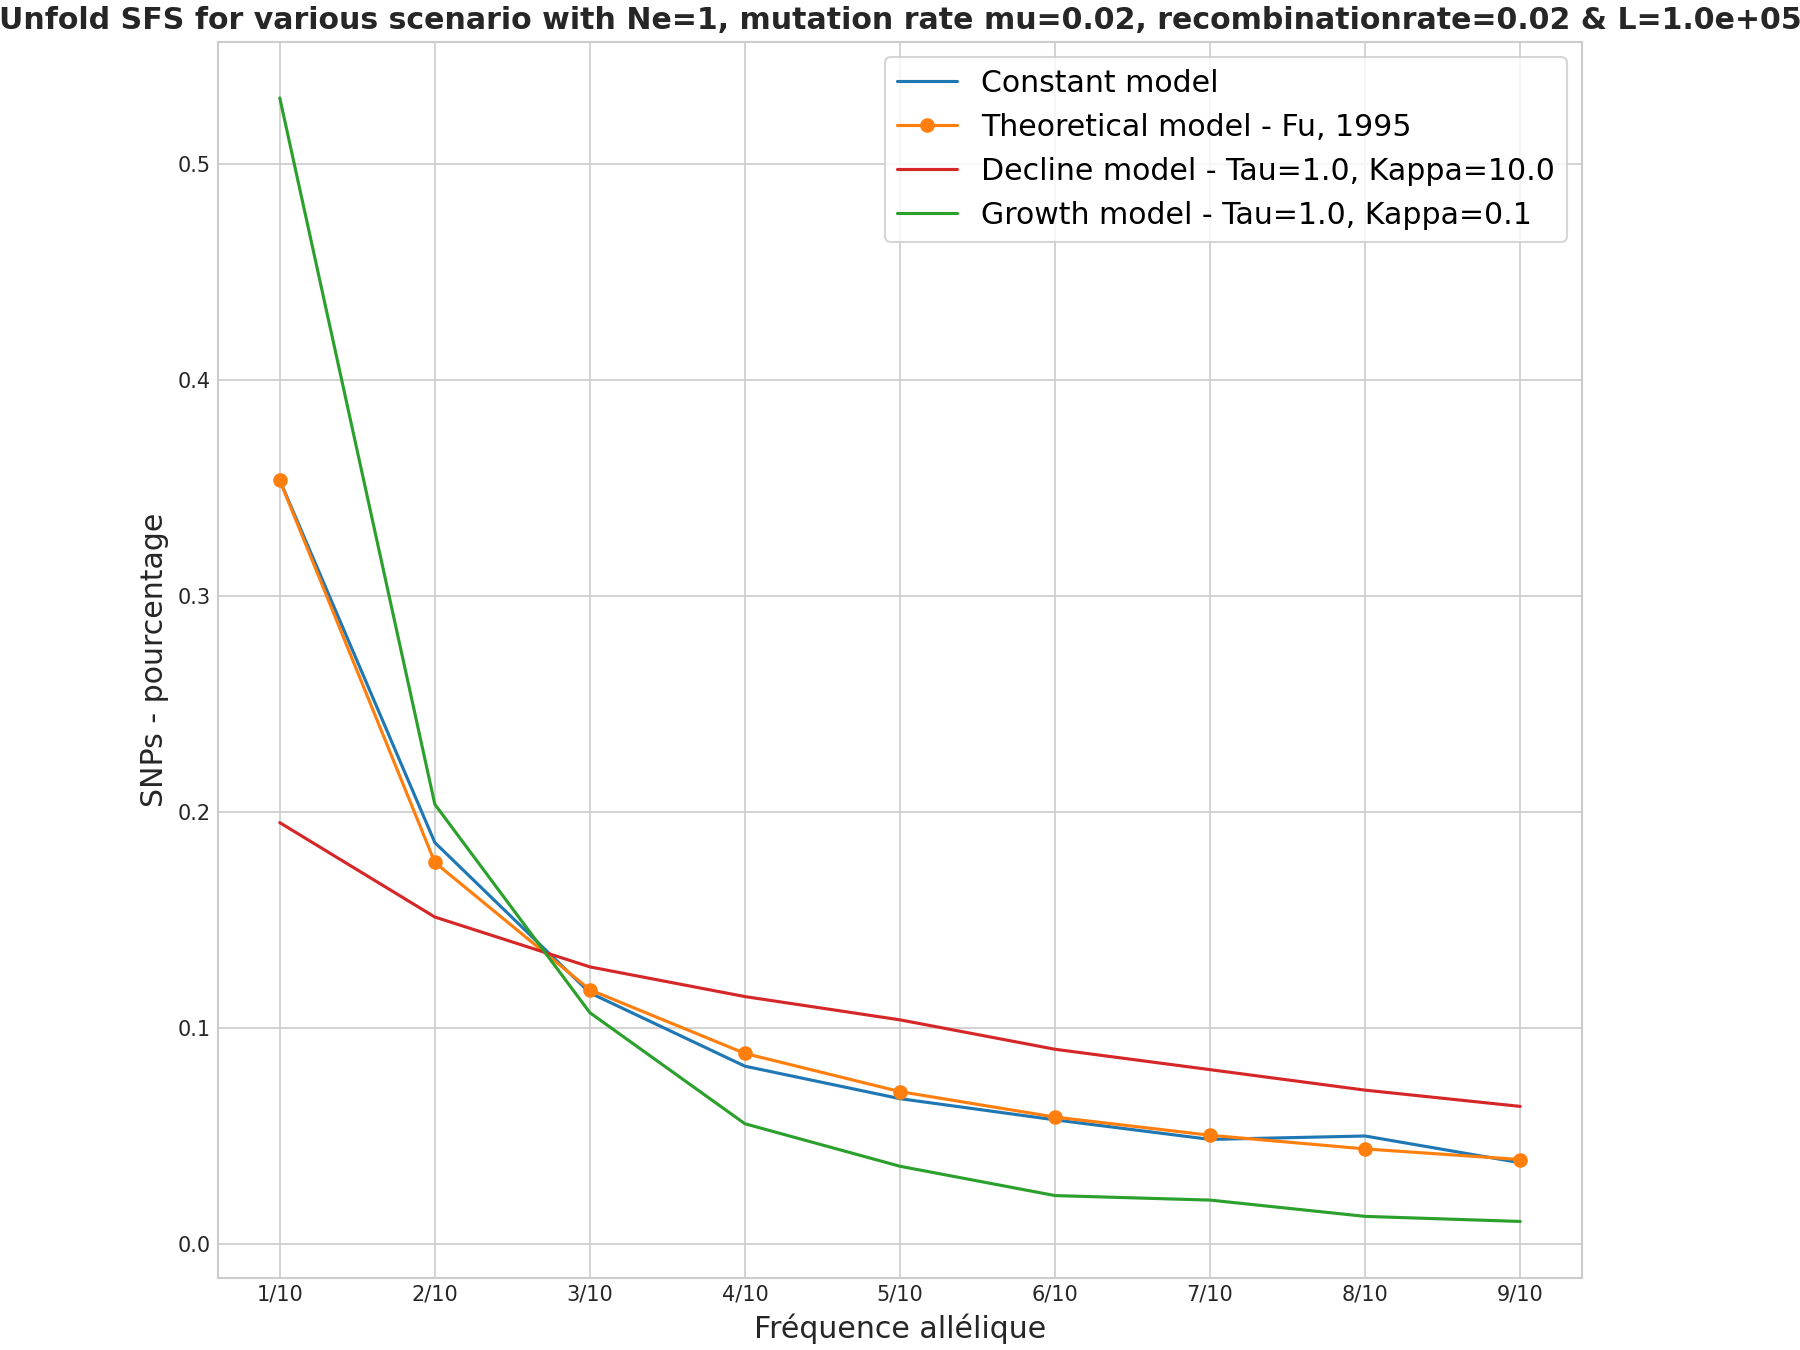 Unfold SFS for various scenario with Ne=1, mutation rate mu=0.02, recombinationrate=0.02 & L=1.0e+05
Constant model
Theoretical model - Fu, 1995
Decline model - Tau=1.0, Kappa=10.0
Growth model - Tau=1.0, Kappa=0.1
SNPs - pourcentage
0.5
0.4
0.3
0.2
0.1
0.0
1/10 2/10 3/10 4/10 5/10 6/10 7/10 8/10 9/10
Fréquence allélique